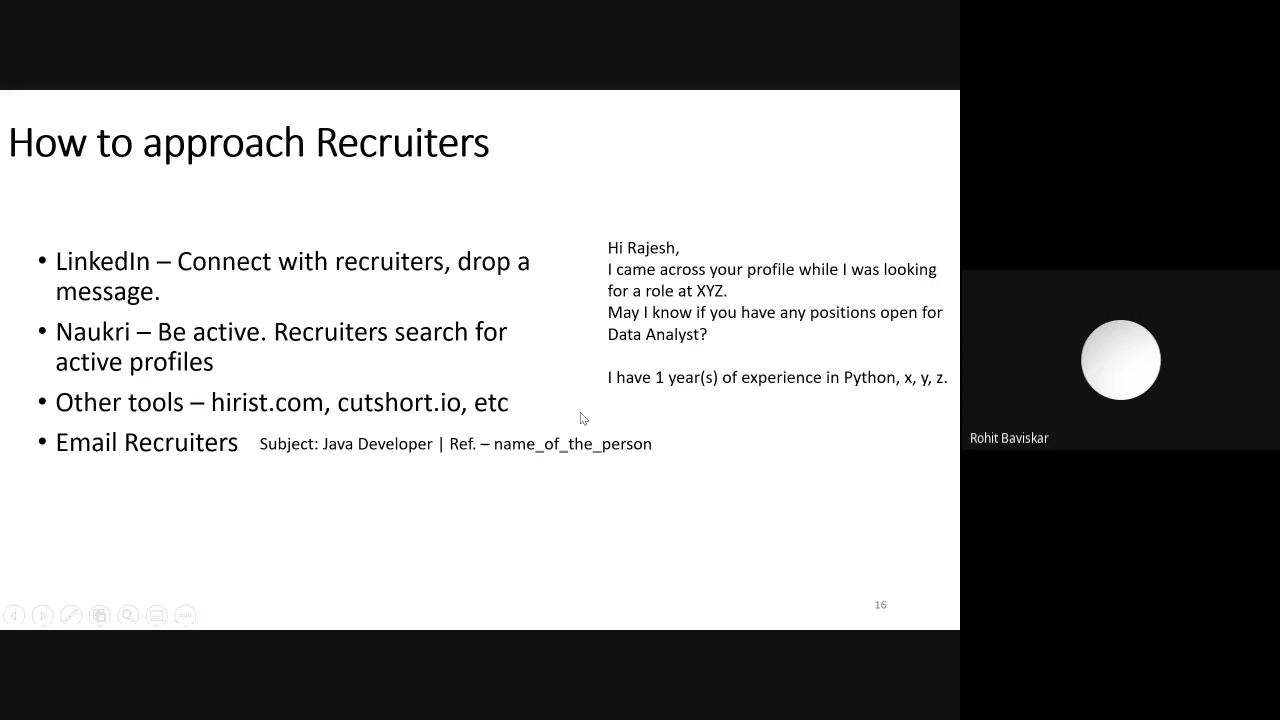 How to approach Recruiters
• LinkedIn – Connect with recruiters, drop a
message.
• Naukri – Be active. Recruiters search for
active profiles
• Other tools – hirist.com, cutshort.io, etc
• Email Recruiters
Subject: Java Developer | Ref. – name_of_the_person
Hi Rajesh,
I came across your profile while I was looking
for a role at XYZ.
May I know if you have any positions open for
Data Analyst?
I have 1 year(s) of experience in Python, x, y, z.
16
Rohit Baviskar